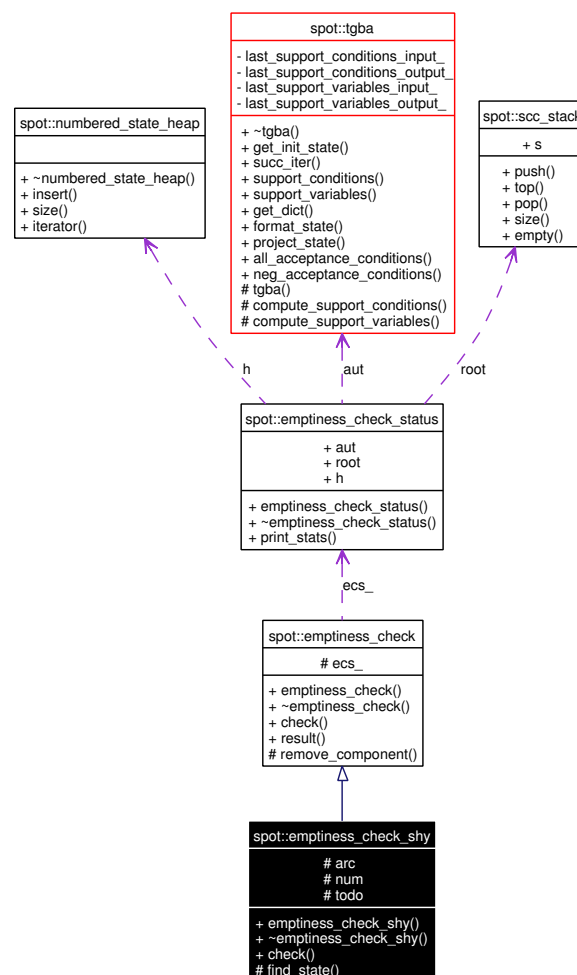 spot::tgba
- last_support_conditions_input_
- last_support_conditions_output_
- last_support_variables_input_
- last_support_variables_output_
+ ~tgba()
+ get_init_state()
+ succ_iter()
+ support_conditions()
+ support_variables()
+ get_dict()
+ format_state()
+ project_state()
+ all_acceptance_conditions()
+ neg_acceptance_conditions()
# tgba()
# compute_support_conditions()
# compute_support_variables()
spot::numbered_state_heap
+ ~numbered_state_heap()
+ insert()
+ size()
+ iterator()
spot::scc_stack
+ s
+ push()
+ top()
+ pop()
+ size()
+ empty()
h
aut
root
spot::emptiness_check_status
+ aut
+ root
+ h
+ emptiness_check_status()
+ ~emptiness_check_status()
+ print_stats()
ecs_
spot::emptiness_check
# ecs_
+ emptiness_check()
+ ~emptiness_check()
+ check()
+ result()
# remove_component()
spot::emptiness_check_shy
# arc
# num
# todo
+ emptiness_check_shy()
+ ~emptiness_check_shy()
+ check()
# find_state()